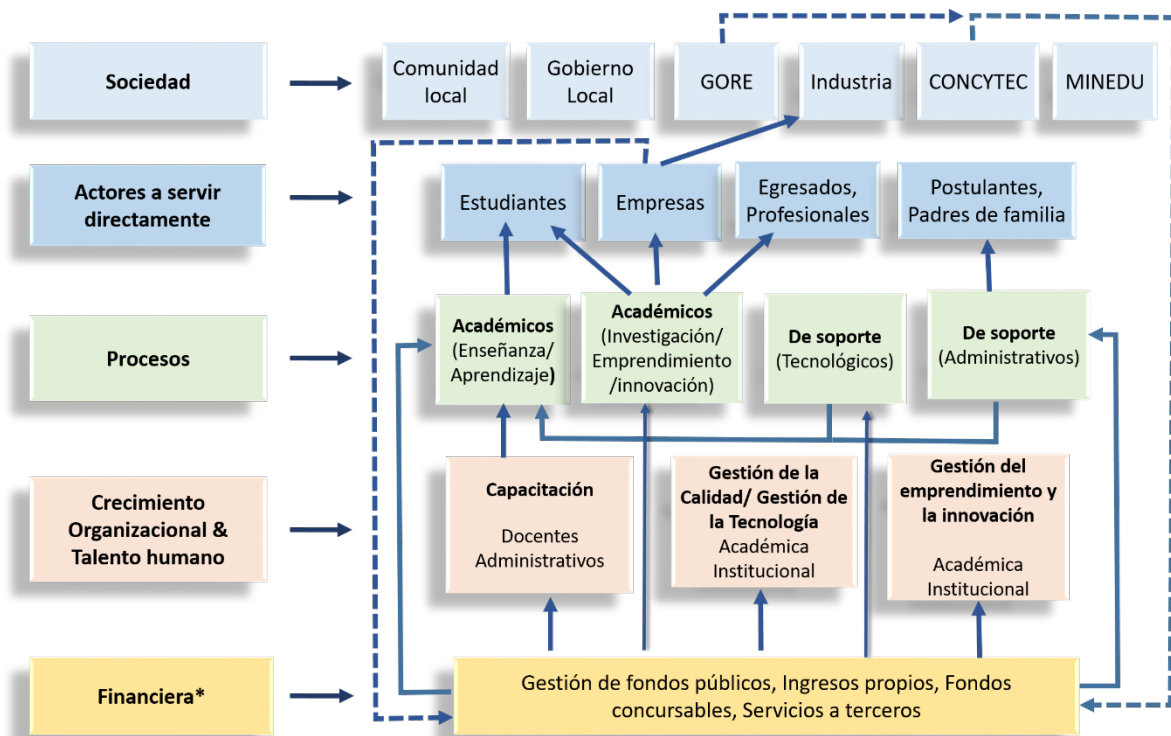 Sociedad
Comunidad
local
Gobierno
Local
GORE
Industria
CONCYTEC
MINEDU
Actores a servir
directamente
Estudiantes
Empresas
Egresados,
Profesionales
Postulantes,
Padres de familia
Procesos
Académicos
(Enseñanza/
Aprendizaje)
Académicos
(Investigación/
Emprendimiento
/innovación)
De soporte
(Tecnológicos)
De soporte
(Administrativos)
Crecimiento
Organizacional &
Talento humano
Capacitación
Docentes
Administrativos
Gestión de la
Calidad/ Gestión de
la Tecnología
Académica
Institucional
Gestión del
emprendimiento y
la innovación
Académica
Institucional
Financiera*
Gestión de fondos públicos, Ingresos propios, Fondos
concursables, Servicios a terceros